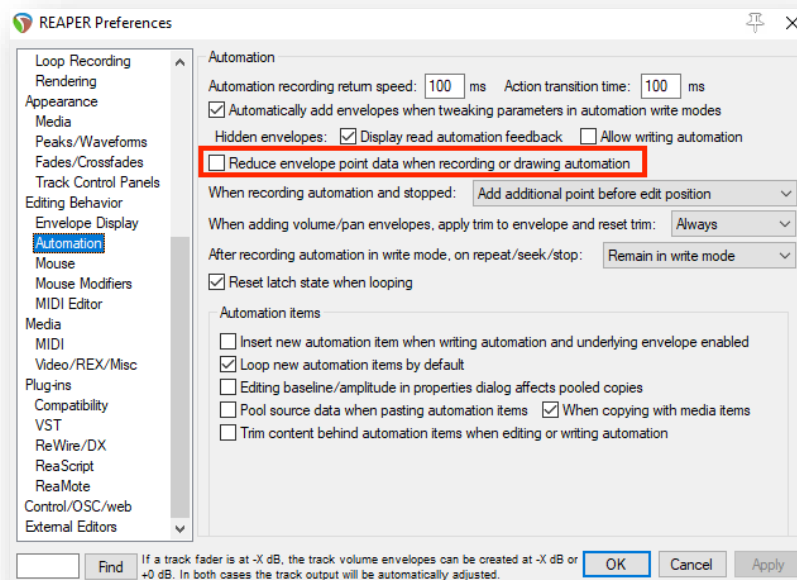 REAPER Preferences
Loop Recording
Rendering
Appearance
Media
Peaks/Waveforms
Fades/Crossfades
Track Control Panels
Editing Behavior
Envelope Display
Automation
Mouse
Mouse Modifiers
MIDI Editor
Media
MIDI
Video/REX/Misc
Plug-ins
Compatibility
VST
ReWire/DX
ReaScript
ReaMote
Control/OSC/web
External Editors
Automation
Automation recording return speed: 100 ms Action transition time: 100 ms
Automatically add envelopes when tweaking parameters in automation write modes
Hidden envelopes: Display read automation feedback Allow writing automation
Reduce envelope point data when recording or drawing automation
When recording automation and stopped: Add additional point before edit position
When adding volume/pan envelopes, apply trim to envelope and reset trim: Always
After recording automation in write mode, on repeat/seek/stop: Remain in write mode
Reset latch state when looping
Automation items
Insert new automation item when writing automation and underlying envelope enabled
Loop new automation items by default
Editing baseline/amplitude in properties dialog affects pooled copies
Pool source data when pasting automation items When copying with media items
Trim content behind automation items when editing or writing automation
Find
If a track fader is at -X dB, the track volume envelopes can be created at -X dB or
+0 dB. In both cases the track output will be automatically adjusted.
OK Cancel Apply